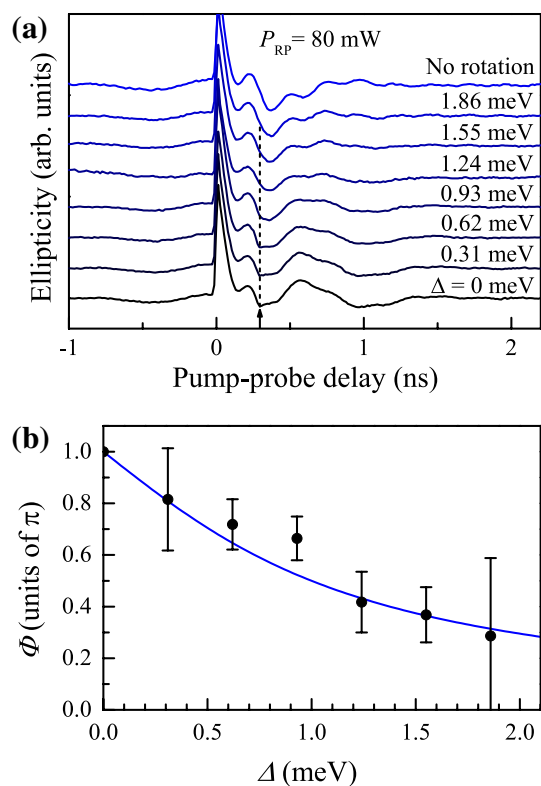 (a)
P_RP = 80 mW
No rotation
1.86 meV
1.55 meV
1.24 meV
0.93 meV
0.62 meV
0.31 meV
Δ = 0 meV
Ellipticity (arb. units)
-1 0 1 2
Pump-probe delay (ns)
(b)
1.0
0.8
0.6
0.4
0.2
0.0
Φ (units of π)
0.0 0.5 1.0 1.5 2.0
Δ (meV)